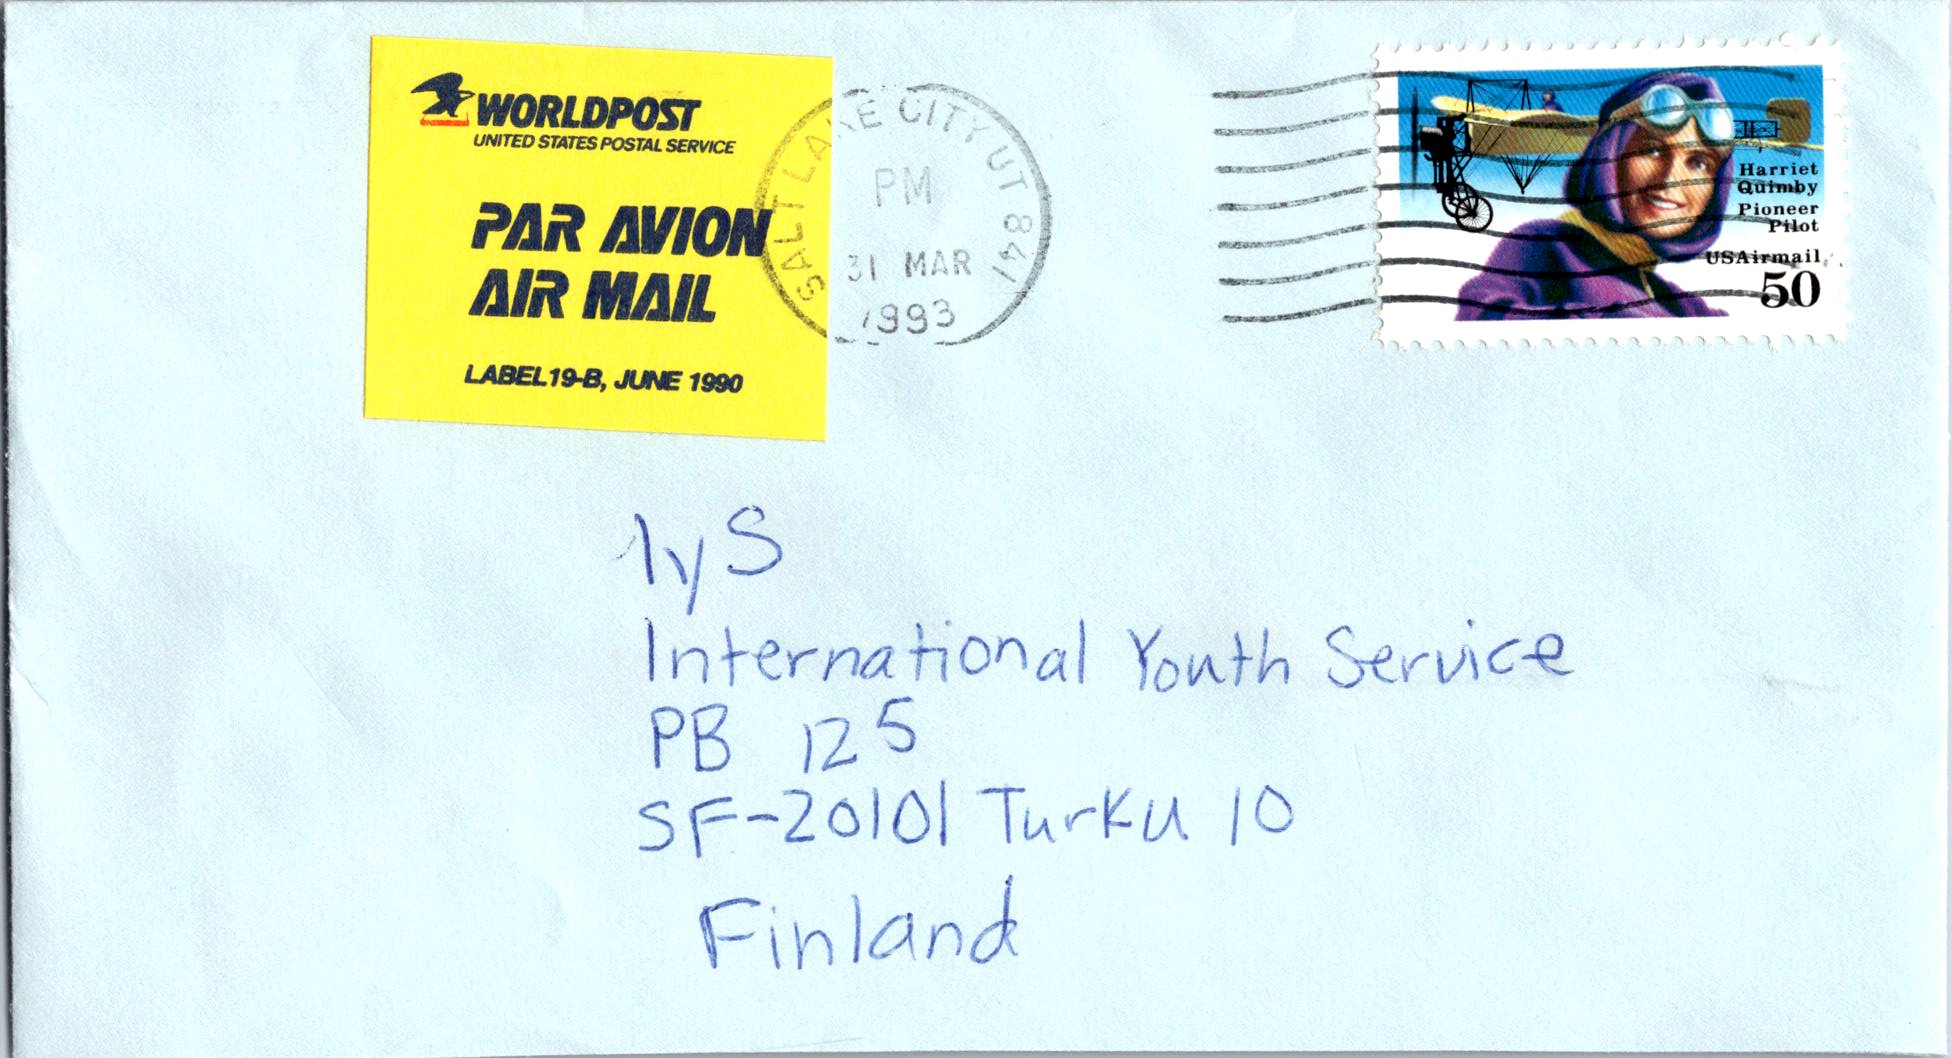 WORLDPOST
UNITED STATES POSTAL SERVICE
PAR AVION
AIR MAIL
LABEL 19-B, JUNE 1990
SALT LAKE CITY UT 841
PM
31 MAR
1993
Harriet
Quimby
Pioneer
Pilot
USAirmail
50
IyS
International Youth Service
PB 125
SF-20101 Turku 10
Finland